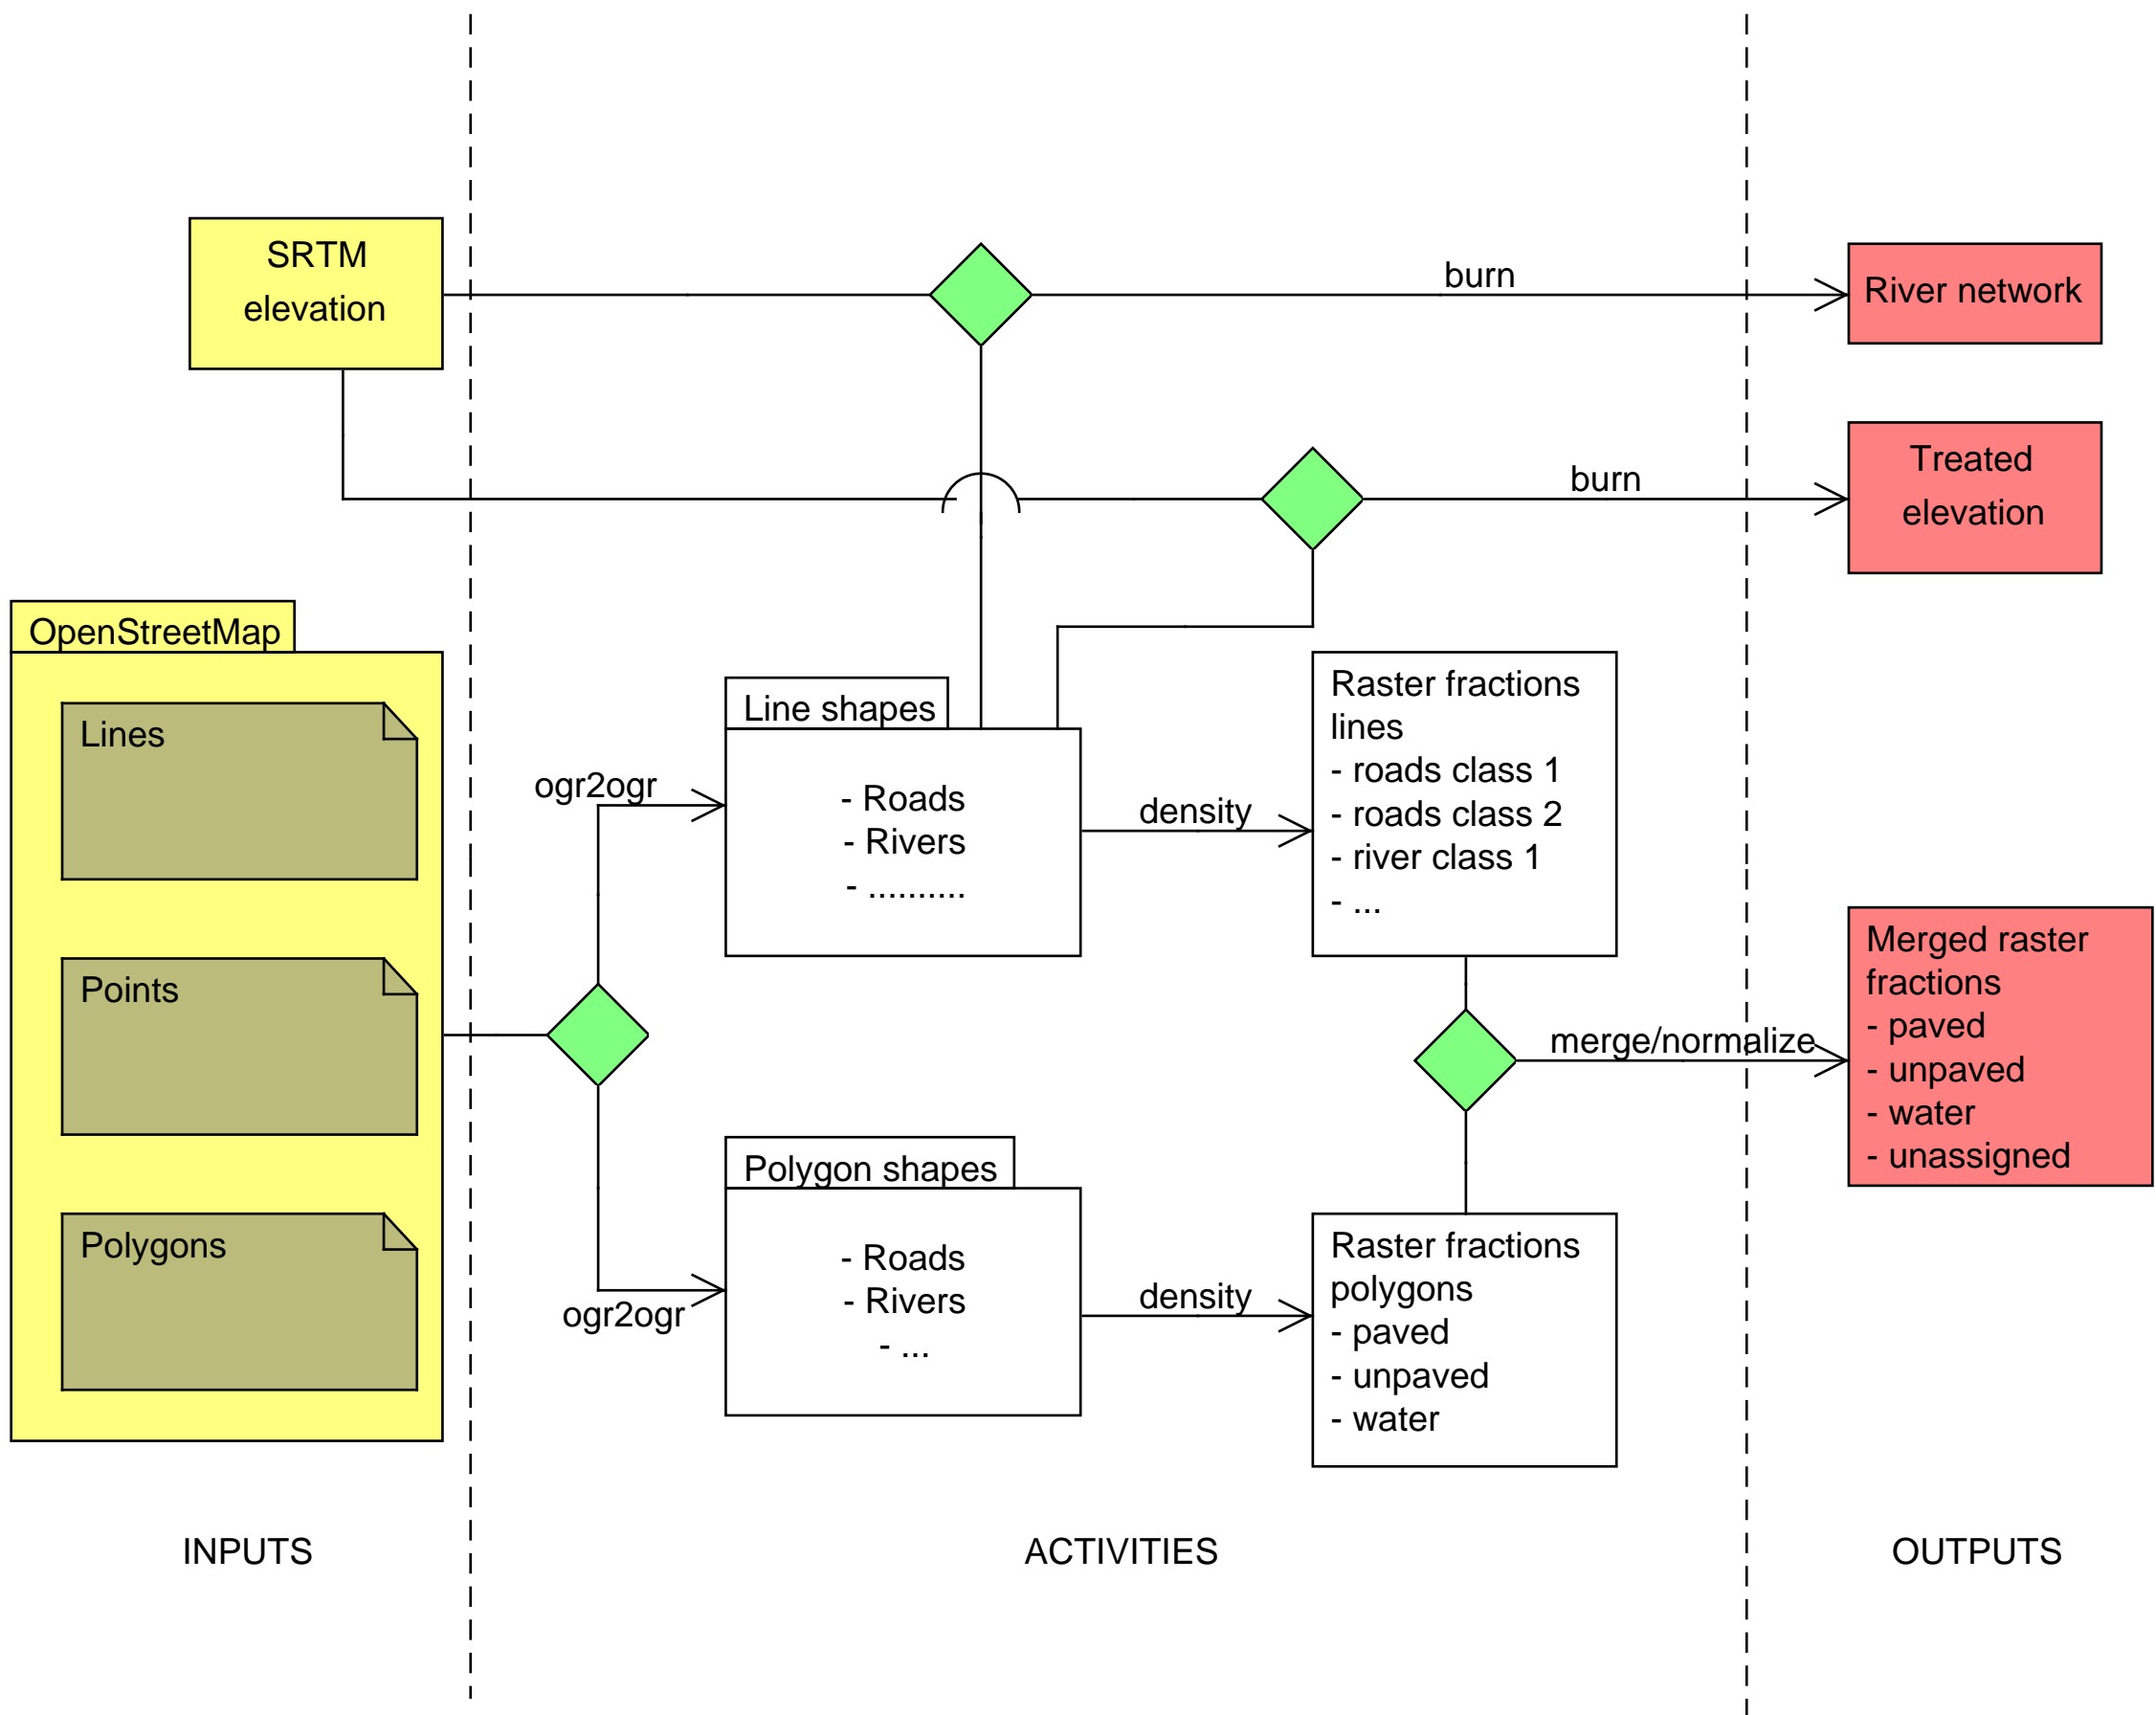 SRTM
elevation
burn
River network
burn
Treated
elevation
OpenStreetMap
Lines
Points
Polygons
ogr2ogr
Line shapes
- Roads
- Rivers
- ..........
density
Raster fractions
lines
- roads class 1
- roads class 2
- river class 1
- ...
merge/normalize
Merged raster
fractions
- paved
- unpaved
- water
- unassigned
ogr2ogr
Polygon shapes
- Roads
- Rivers
- ...
density
Raster fractions
polygons
- paved
- unpaved
- water
INPUTS
ACTIVITIES
OUTPUTS